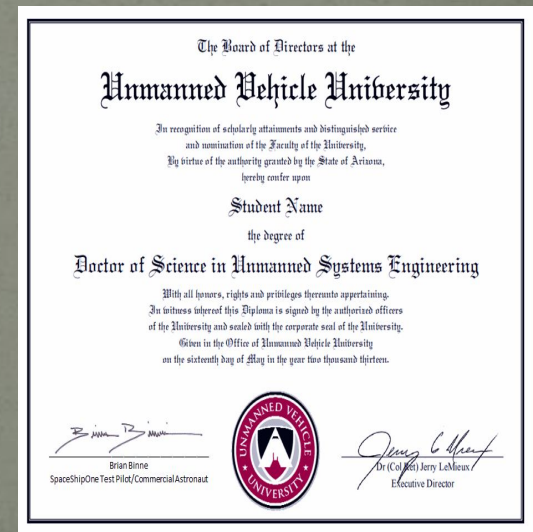 The Board of Directors at the
Unmanned Vehicle University
In recognition of scholarly attainments and distinguished service
and nomination of the Faculty of the University,
By virtue of the authority granted by the State of Arizona,
hereby confer upon
Student Name
the degree of
Doctor of Science in Unmanned Systems Engineering
With all honors, rights and privileges thereunto appertaining.
In witness whereof this Diploma is signed by the authorized officers
of the University and sealed with the corporate seal of the University.
Given in the Office of Unmanned Vehicle University
on the sixteenth day of May in the year two thousand thirteen.
Brian Binne
SpaceShipOne Test Pilot/Commercial Astronaut
UNMANNED VEHICLE
UNIVERSITY
Dr (Col Ret) Jerry LeMieux
Executive Director